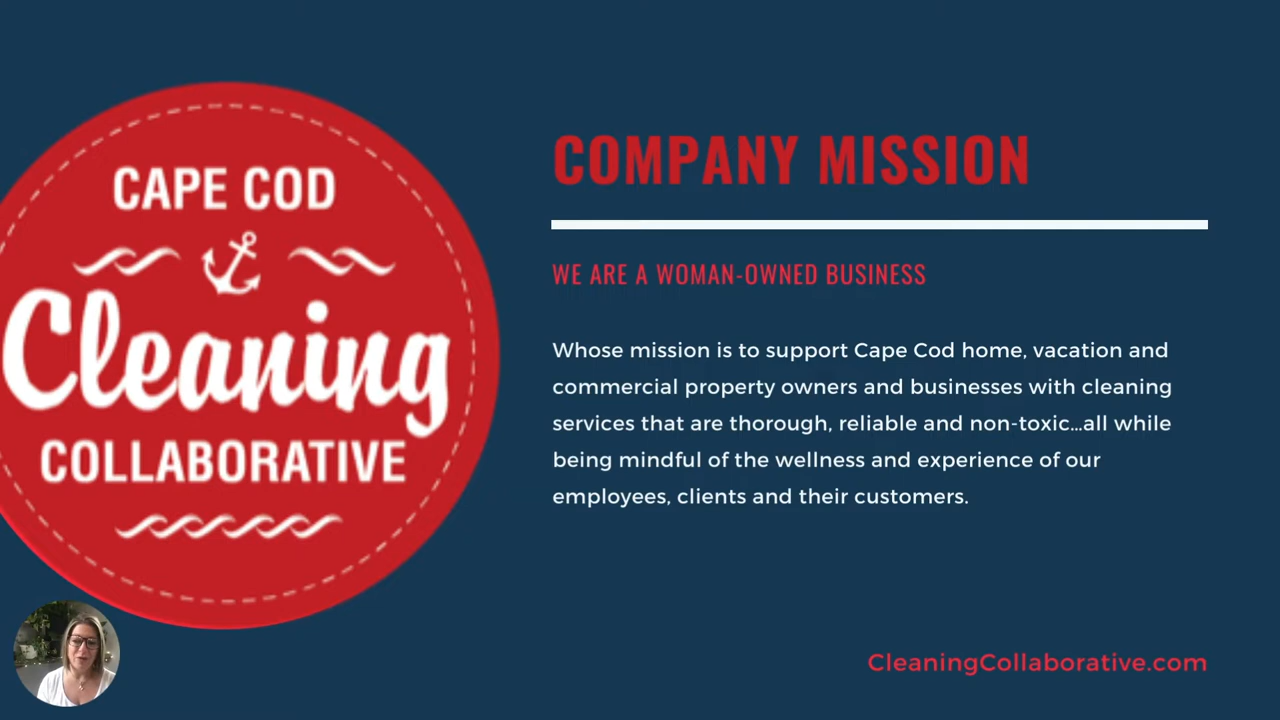 CAPE COD
Cleaning
COLLABORATIVE
COMPANY MISSION
WE ARE A WOMAN-OWNED BUSINESS
Whose mission is to support Cape Cod home, vacation and
commercial property owners and businesses with cleaning
services that are thorough, reliable and non-toxic...all while
being mindful of the wellness and experience of our
employees, clients and their customers.
CleaningCollaborative.com